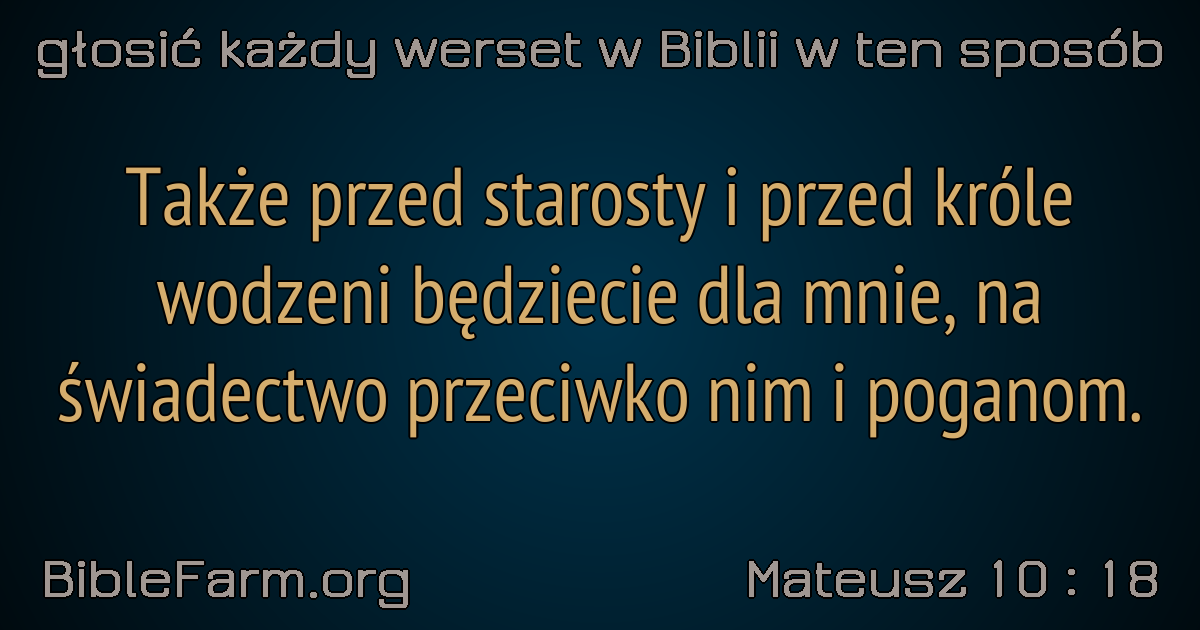 głosić każdy werset w Biblii w ten sposób
Także przed starosty i przed króle
wodzeni będziecie dla mnie, na
świadectwo przeciwko nim i poganom.
BibleFarm.org
Mateusz 10 : 18